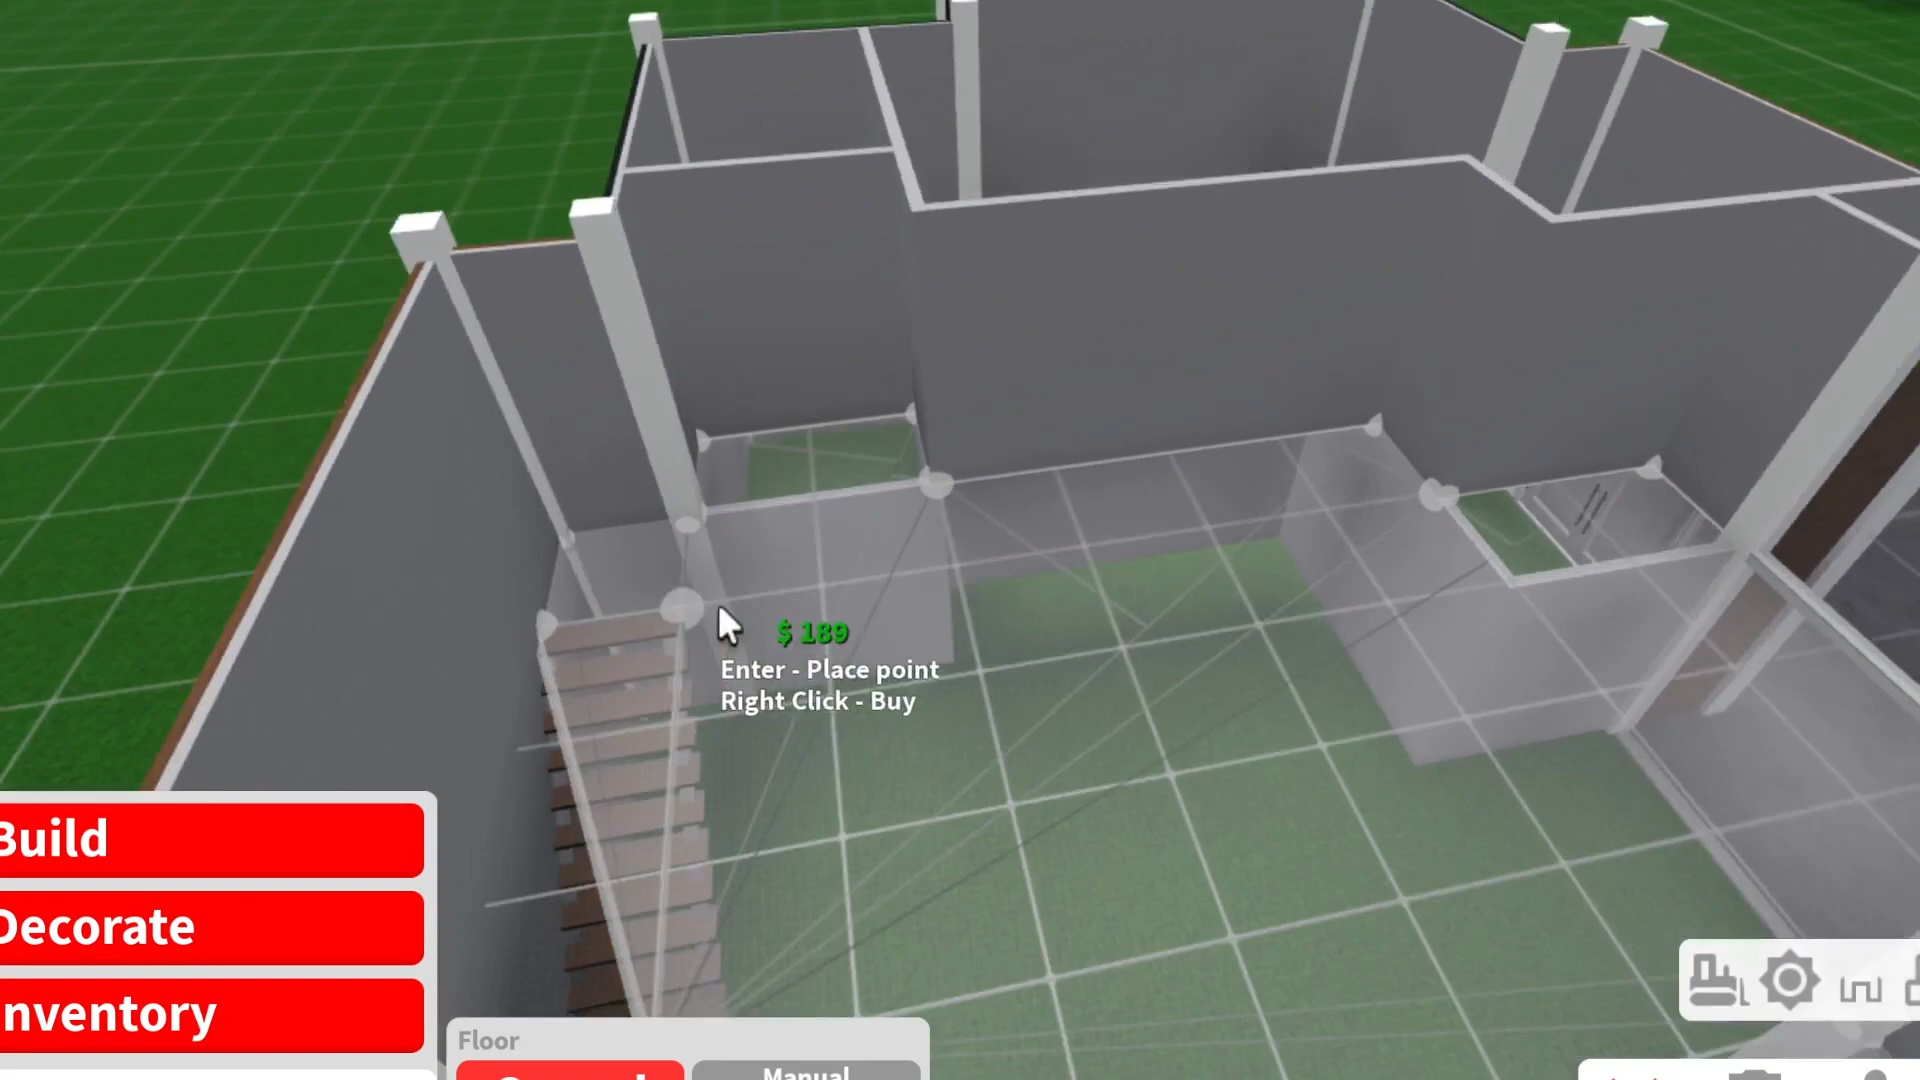 $ 189
Enter - Place point
Right Click - Buy
Build
Decorate
nventory
Floor
Manual